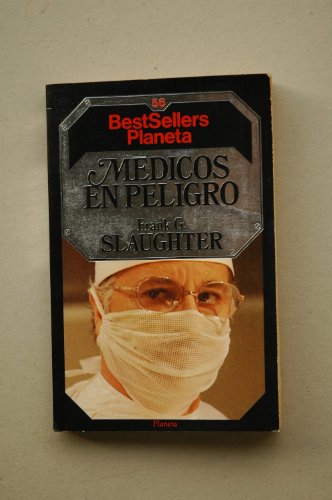 56
BestSellers
Planeta
MEDICOS
EN PELIGRO
Frank G.
SLAUGHTER
Planeta